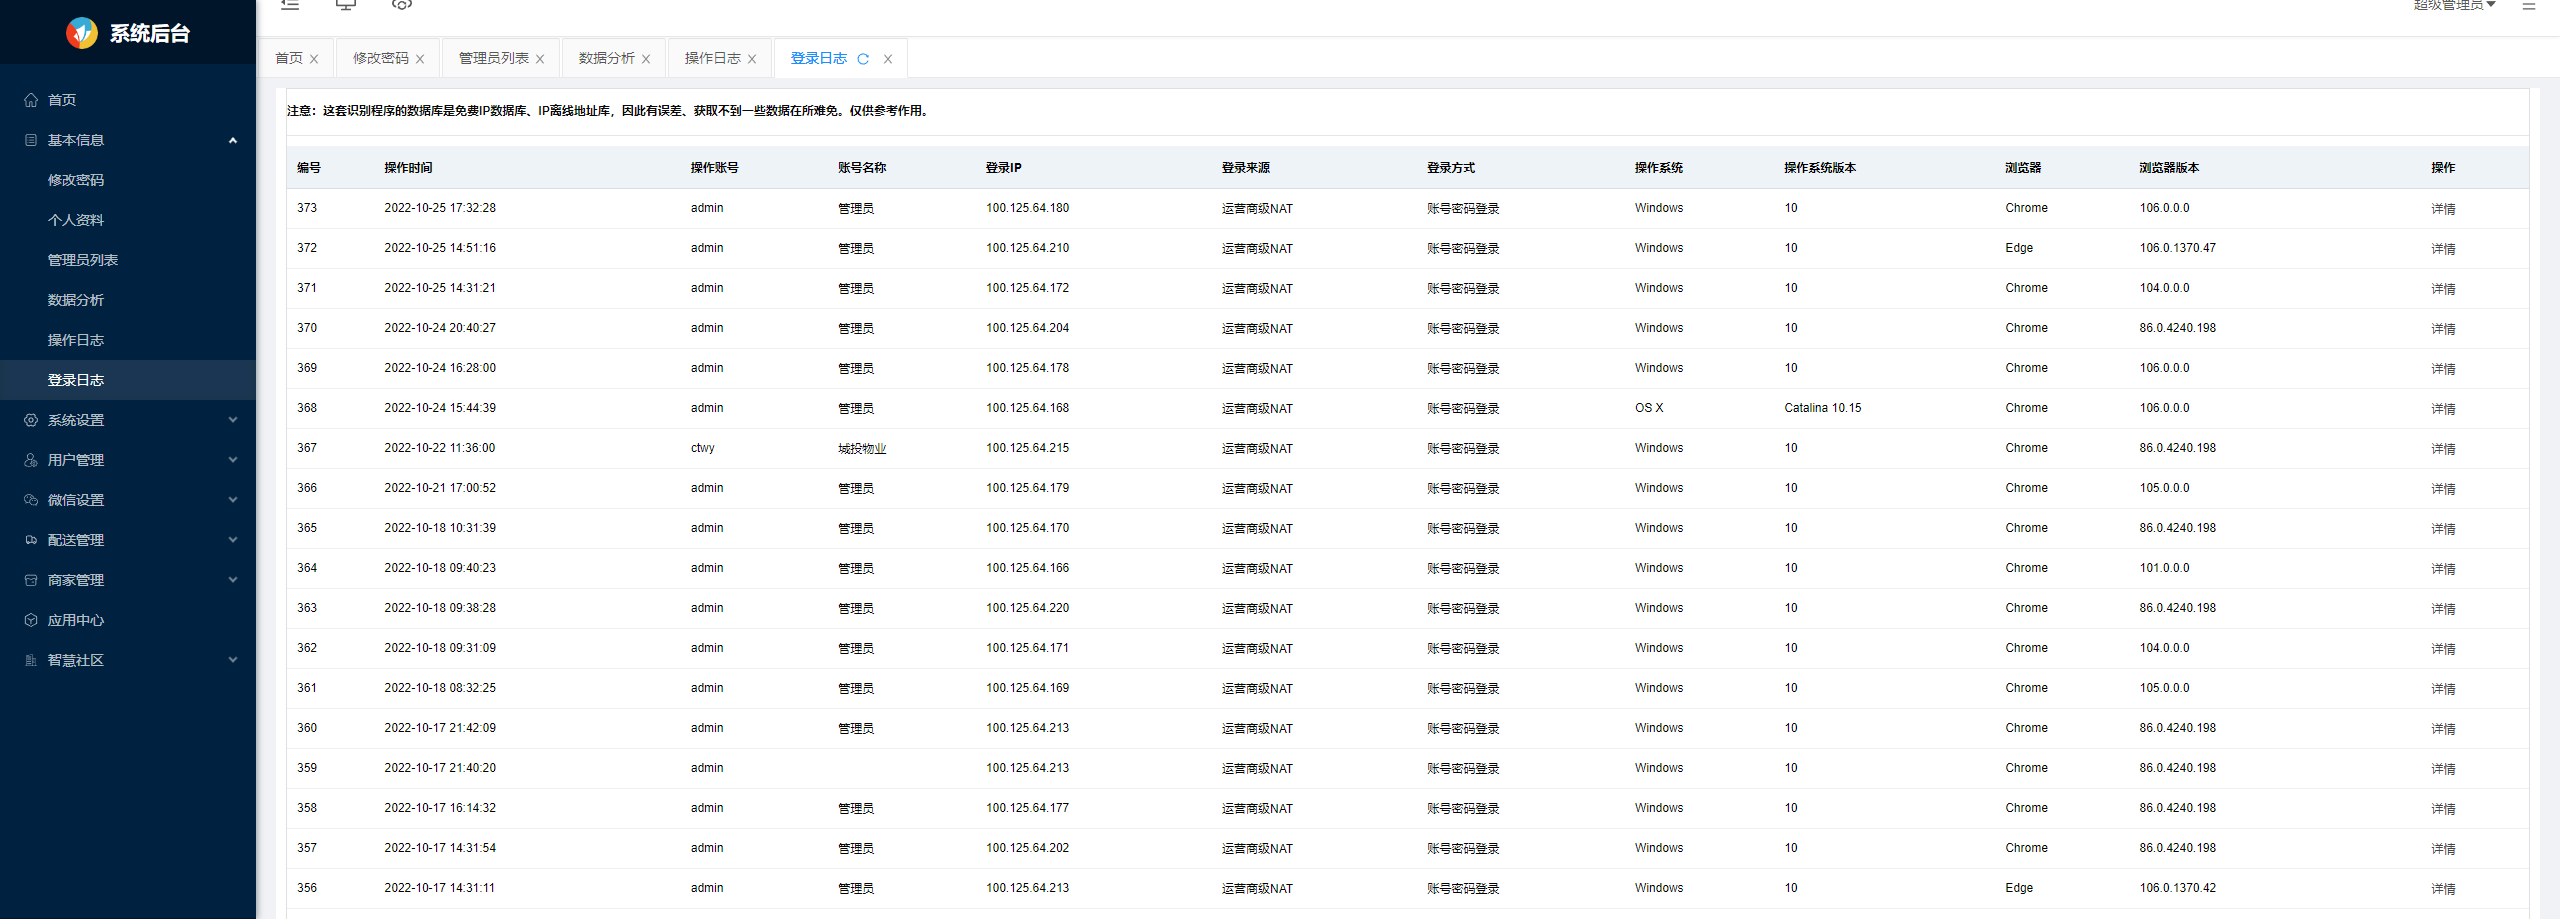 系统后台
超级管理员
首页
修改密码
管理员列表
数据分析
操作日志
登录日志
首页
基本信息
修改密码
个人资料
管理员列表
数据分析
操作日志
登录日志
系统设置
用户管理
微信设置
配送管理
商家管理
应用中心
智慧社区
注意：这套识别程序的数据库是免费IP数据库、IP离线地址库，因此有误差、获取不到一些数据在所难免。仅供参考作用。
编号 操作时间 操作账号 账号名称 登录IP 登录来源 登录方式 操作系统 操作系统版本 浏览器 浏览器版本 操作
373 2022-10-25 17:32:28 admin 管理员 100.125.64.180 运营商级NAT 账号密码登录 Windows 10 Chrome 106.0.0.0 详情
372 2022-10-25 14:51:16 admin 管理员 100.125.64.210 运营商级NAT 账号密码登录 Windows 10 Edge 106.0.1370.47 详情
371 2022-10-25 14:31:21 admin 管理员 100.125.64.172 运营商级NAT 账号密码登录 Windows 10 Chrome 104.0.0.0 详情
370 2022-10-24 20:40:27 admin 管理员 100.125.64.204 运营商级NAT 账号密码登录 Windows 10 Chrome 86.0.4240.198 详情
369 2022-10-24 16:28:00 admin 管理员 100.125.64.178 运营商级NAT 账号密码登录 Windows 10 Chrome 106.0.0.0 详情
368 2022-10-24 15:44:39 admin 管理员 100.125.64.168 运营商级NAT 账号密码登录 OS X Catalina 10.15 Chrome 106.0.0.0 详情
367 2022-10-22 11:36:00 ctwy 城投物业 100.125.64.215 运营商级NAT 账号密码登录 Windows 10 Chrome 86.0.4240.198 详情
366 2022-10-21 17:00:52 admin 管理员 100.125.64.179 运营商级NAT 账号密码登录 Windows 10 Chrome 105.0.0.0 详情
365 2022-10-18 10:31:39 admin 管理员 100.125.64.170 运营商级NAT 账号密码登录 Windows 10 Chrome 86.0.4240.198 详情
364 2022-10-18 09:40:23 admin 管理员 100.125.64.166 运营商级NAT 账号密码登录 Windows 10 Chrome 101.0.0.0 详情
363 2022-10-18 09:38:28 admin 管理员 100.125.64.220 运营商级NAT 账号密码登录 Windows 10 Chrome 86.0.4240.198 详情
362 2022-10-18 09:31:09 admin 管理员 100.125.64.171 运营商级NAT 账号密码登录 Windows 10 Chrome 104.0.0.0 详情
361 2022-10-18 08:32:25 admin 管理员 100.125.64.169 运营商级NAT 账号密码登录 Windows 10 Chrome 105.0.0.0 详情
360 2022-10-17 21:42:09 admin 管理员 100.125.64.213 运营商级NAT 账号密码登录 Windows 10 Chrome 86.0.4240.198 详情
359 2022-10-17 21:40:20 admin 100.125.64.213 运营商级NAT 账号密码登录 Windows 10 Chrome 86.0.4240.198 详情
358 2022-10-17 16:14:32 admin 管理员 100.125.64.177 运营商级NAT 账号密码登录 Windows 10 Chrome 86.0.4240.198 详情
357 2022-10-17 14:31:54 admin 管理员 100.125.64.202 运营商级NAT 账号密码登录 Windows 10 Chrome 86.0.4240.198 详情
356 2022-10-17 14:31:11 admin 管理员 100.125.64.213 运营商级NAT 账号密码登录 Windows 10 Edge 106.0.1370.42 详情